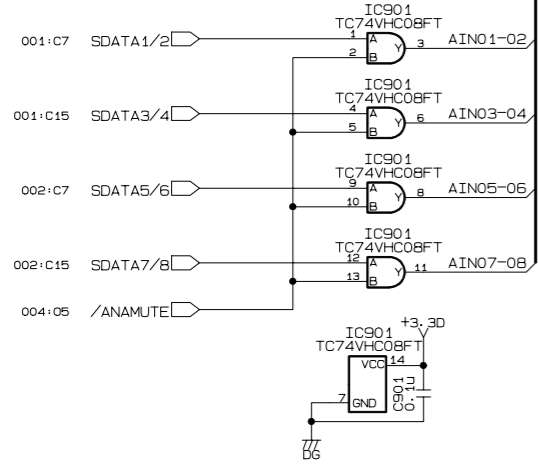 IC901
TC74VHC08FT
001:C7 SDATA1/2 1 A Y 3 AIN01-02
2 B
IC901
TC74VHC08FT
001:C15 SDATA3/4 4 A Y 6 AIN03-04
5 B
IC901
TC74VHC08FT
002:C7 SDATA5/6 9 A Y 8 AIN05-06
10 B
IC901
TC74VHC08FT
002:C15 SDATA7/8 12 A Y 11 AIN07-08
13 B
004:05 /ANAMUTE
IC901
TC74VHC08FT
+3.3D
VCC 14
7 GND
C901
0.1u
DG